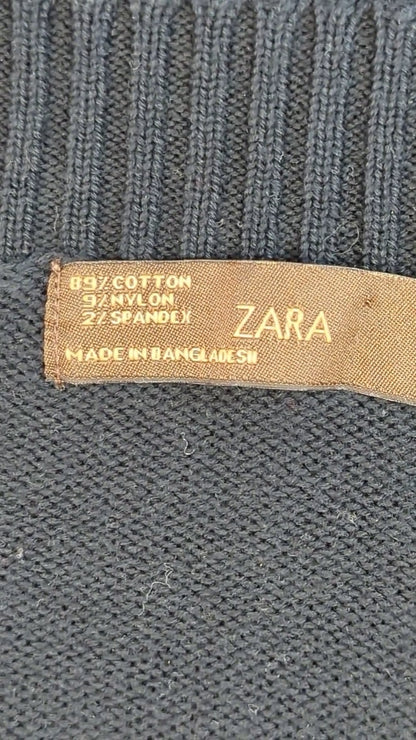 89% COTTON
9% NYLON
2% SPANDEX
ZARA
MADE IN BANGLADESH